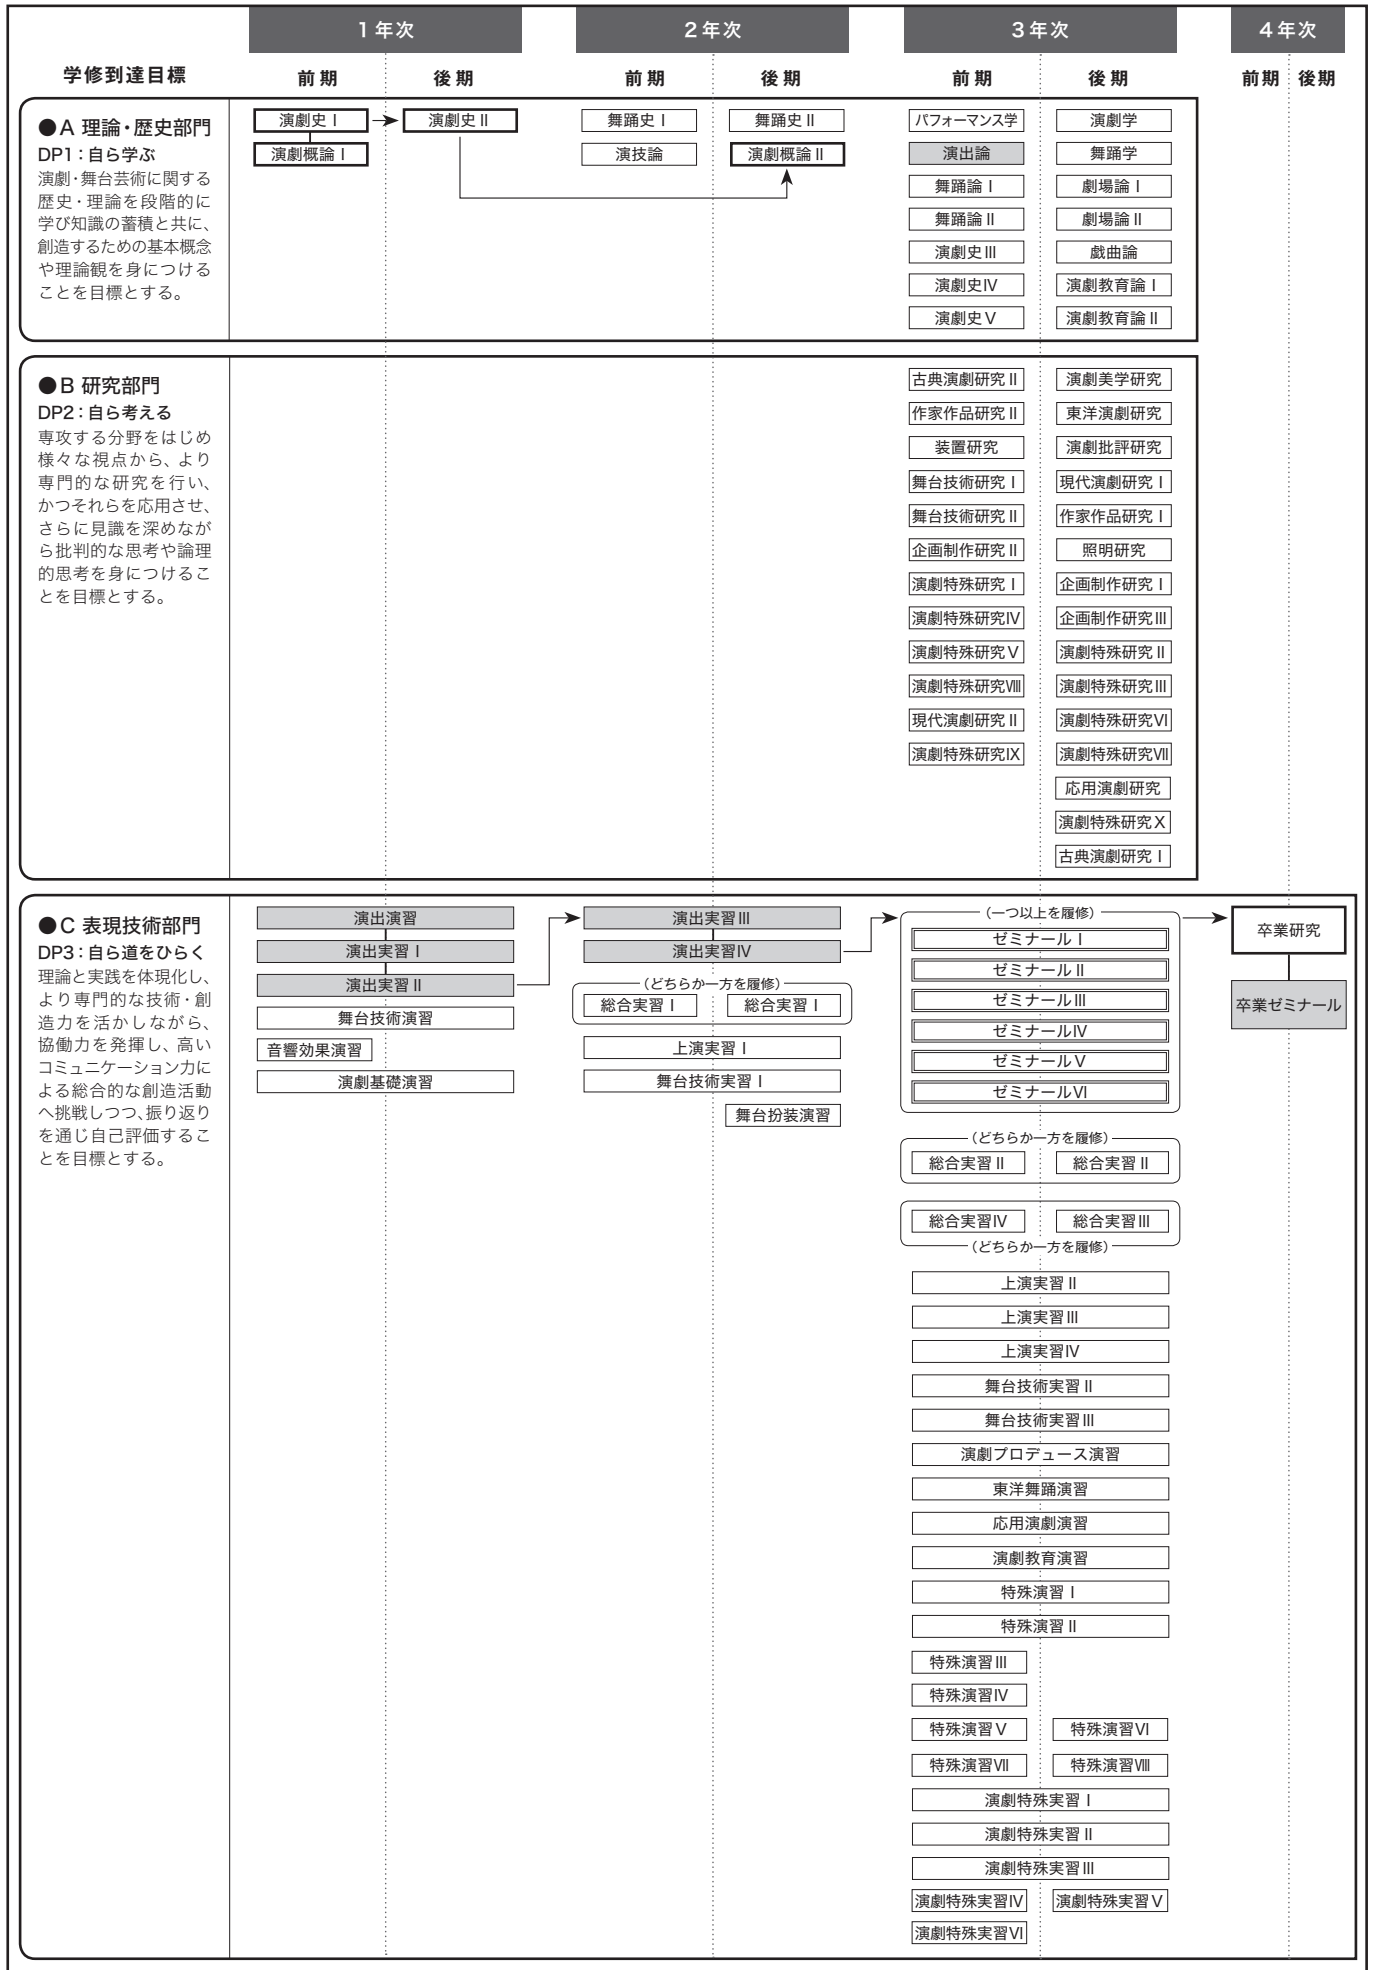 1年次
2年次
3年次
4年次
学修到達目標
前期
後期
前期
後期
前期
後期
前期
後期
●A 理論・歴史部門
DP1：自ら学ぶ
演劇・舞台芸術に関する
歴史・理論を段階的に
学び知識の蓄積と共に、
創造するための基本概念
や理論観を身につける
ことを目標とする。
演劇史Ⅰ
演劇概論Ⅰ
演劇史Ⅱ
舞踊史Ⅰ
演技論
舞踊史Ⅱ
演劇概論Ⅱ
パフォーマンス学
演出論
舞踊論Ⅰ
舞踊論Ⅱ
演劇史Ⅲ
演劇史Ⅳ
演劇史Ⅴ
演劇学
舞踊学
劇場論Ⅰ
劇場論Ⅱ
戯曲論
演劇教育論Ⅰ
演劇教育論Ⅱ
●B 研究部門
DP2：自ら考える
専攻する分野をはじめ
様々な視点から、より
専門的な研究を行い、
かつそれらを応用させ、
さらに見識を深めなが
ら批判的な思考や論理
的思考を身につけるこ
とを目標とする。
古典演劇研究Ⅱ
作家作品研究Ⅱ
装置研究
舞台技術研究Ⅰ
舞台技術研究Ⅱ
企画制作研究Ⅱ
演劇特殊研究Ⅰ
演劇特殊研究Ⅳ
演劇特殊研究Ⅴ
演劇特殊研究Ⅷ
現代演劇研究Ⅱ
演劇特殊研究Ⅸ
演劇美学研究
東洋演劇研究
演劇批評研究
現代演劇研究Ⅰ
作家作品研究Ⅰ
照明研究
企画制作研究Ⅰ
企画制作研究Ⅲ
演劇特殊研究Ⅱ
演劇特殊研究Ⅲ
演劇特殊研究Ⅵ
演劇特殊研究Ⅶ
応用演劇研究
演劇特殊研究Ⅹ
古典演劇研究Ⅰ
●C 表現技術部門
DP3：自ら道をひらく
理論と実践を体現化し、
より専門的な技術・創
造力を活かしながら、
協働力を発揮し、高い
コミュニケーション力に
よる総合的な創造活動
へ挑戦しつつ、振り返り
を通じ自己評価するこ
とを目標とする。
演出演習
演出実習Ⅰ
演出実習Ⅱ
舞台技術演習
音響効果演習
演劇基礎演習
演出実習Ⅲ
演出実習Ⅳ
（どちらか一方を履修）
総合実習Ⅰ
総合実習Ⅰ
上演実習Ⅰ
舞台技術実習Ⅰ
舞台扮装演習
（一つ以上を履修）
ゼミナールⅠ
ゼミナールⅡ
ゼミナールⅢ
ゼミナールⅣ
ゼミナールⅤ
ゼミナールⅥ
（どちらか一方を履修）
総合実習Ⅱ
総合実習Ⅱ
総合実習Ⅳ
総合実習Ⅲ
（どちらか一方を履修）
上演実習Ⅱ
上演実習Ⅲ
上演実習Ⅳ
舞台技術実習Ⅱ
舞台技術実習Ⅲ
演劇プロデュース演習
東洋舞踊演習
応用演劇演習
演劇教育演習
特殊演習Ⅰ
特殊演習Ⅱ
特殊演習Ⅲ
特殊演習Ⅳ
特殊演習Ⅴ
特殊演習Ⅵ
特殊演習Ⅶ
特殊演習Ⅷ
演劇特殊実習Ⅰ
演劇特殊実習Ⅱ
演劇特殊実習Ⅲ
演劇特殊実習Ⅳ
演劇特殊実習Ⅴ
演劇特殊実習Ⅵ
卒業研究
卒業ゼミナール